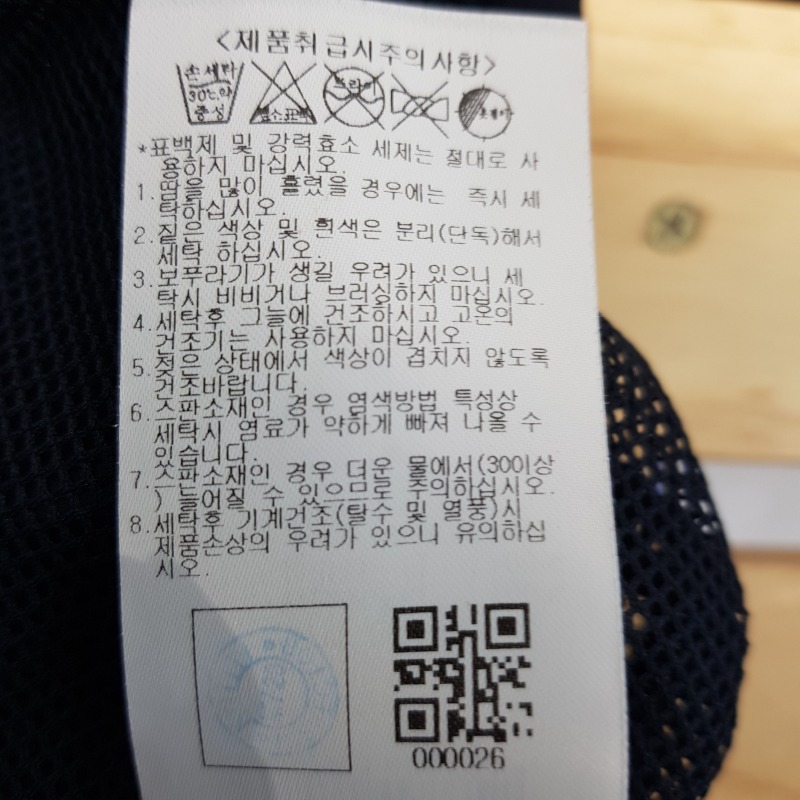 <제품취급시주의사항>
손세탁
30℃.약
중성
염소표백
드라이
*표백제 및 강력효소 세제는 절대로 사
용하지 마십시오.
1.땀을 많이 흘렸을 경우에는 즉시 세
탁하십시오.
2.짙은 색상 및 흰색은 분리(단독)해서
세탁 하십시오.
3.보푸라기가 생길 우려가 있으니 세
탁시 비비거나 브러싱하지 마십시오.
4.세탁후 그늘에 건조하시고 고온의
건조기는 사용하지 마십시오.
5.젖은 상태에서 색상이 겹치지 않도록
건조바랍니다.
6.스판소재인 경우 염색방법 특성상
세탁시 염료가 약하게 빠져 나올 수
있습니다.
7.스판소재인 경우 더운 물에서(300이상
) 늘어질 수 있으므로 주의하십시오.
8.세탁후 기계건조(탈수 및 열풍)시
제품손상의 우려가 있으니 유의하십
시오.
000026